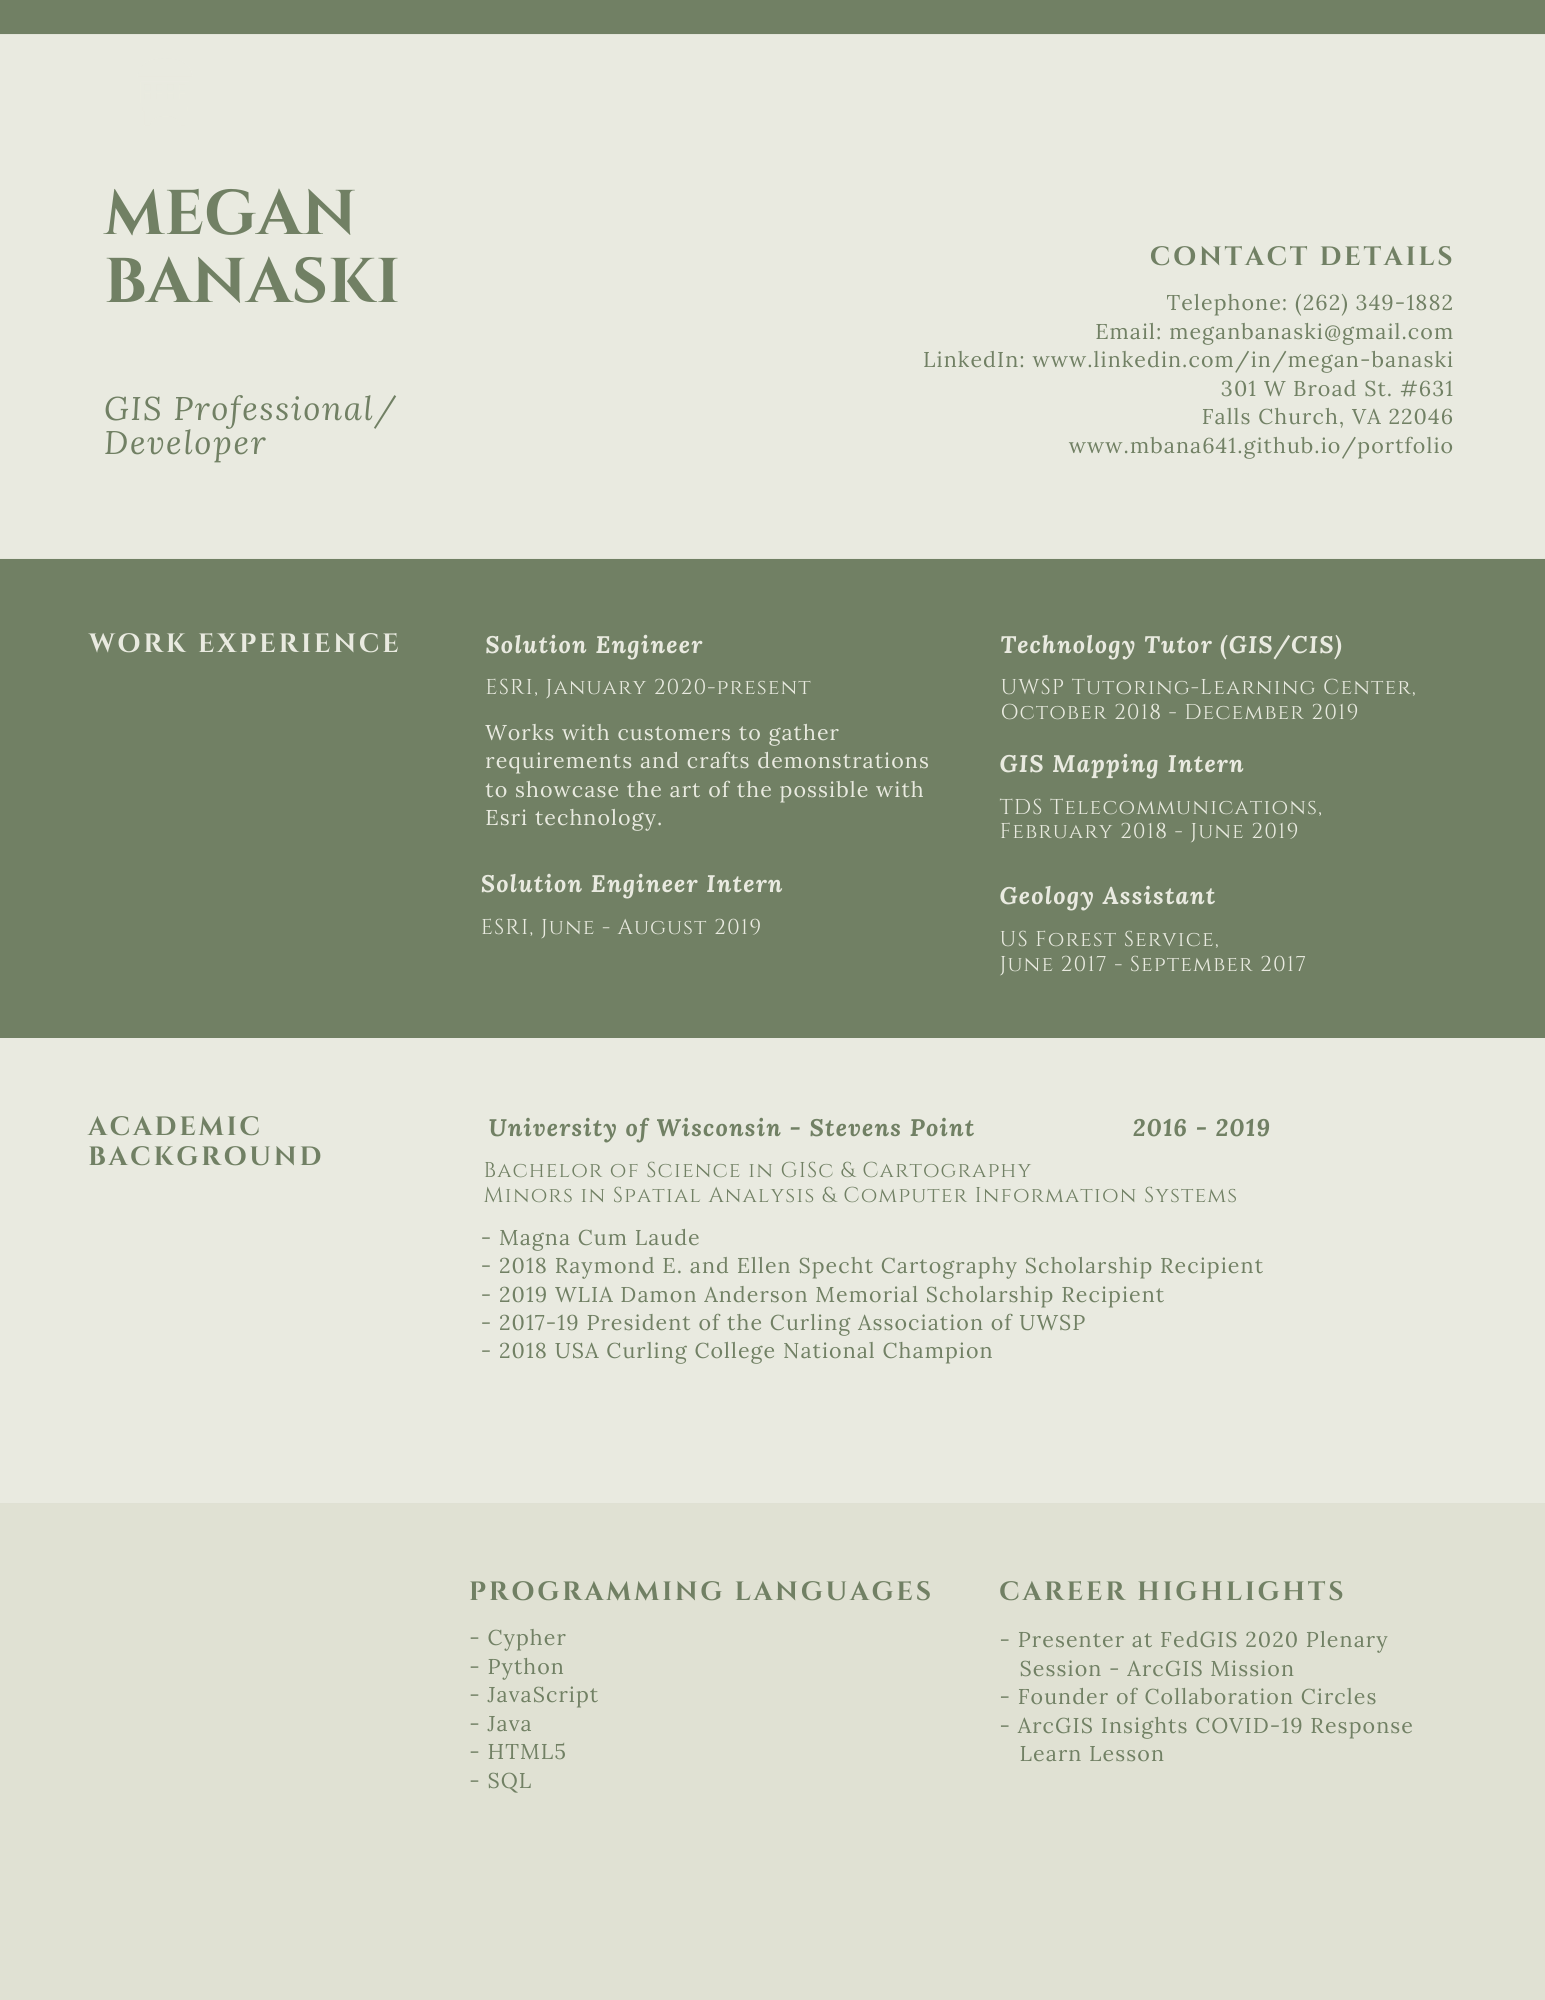 MEGAN
BANASKI
GIS Professional/
Developer
CONTACT DETAILS
Telephone: (262) 349-1882
Email: meganbanaski@gmail.com
LinkedIn: www.linkedin.com/in/megan-banaski
301 W Broad St. #631
Falls Church, VA 22046
www.mbana641.github.io/portfolio
WORK EXPERIENCE
Solution Engineer
ESRI, January 2020-present
Works with customers to gather
requirements and crafts demonstrations
to showcase the art of the possible with
Esri technology.
Solution Engineer Intern
ESRI, June - August 2019
Technology Tutor (GIS/CIS)
UWSP Tutoring-Learning Center,
October 2018 - December 2019
GIS Mapping Intern
TDS Telecommunications,
February 2018 - June 2019
Geology Assistant
US Forest Service,
June 2017 - September 2017
ACADEMIC
BACKGROUND
University of Wisconsin - Stevens Point 2016 - 2019
Bachelor of Science in GISc & Cartography
Minors in Spatial Analysis & Computer Information Systems
- Magna Cum Laude
- 2018 Raymond E. and Ellen Specht Cartography Scholarship Recipient
- 2019 WLIA Damon Anderson Memorial Scholarship Recipient
- 2017-19 President of the Curling Association of UWSP
- 2018 USA Curling College National Champion
PROGRAMMING LANGUAGES
- Cypher
- Python
- JavaScript
- Java
- HTML5
- SQL
CAREER HIGHLIGHTS
- Presenter at FedGIS 2020 Plenary
Session - ArcGIS Mission
- Founder of Collaboration Circles
- ArcGIS Insights COVID-19 Response
Learn Lesson